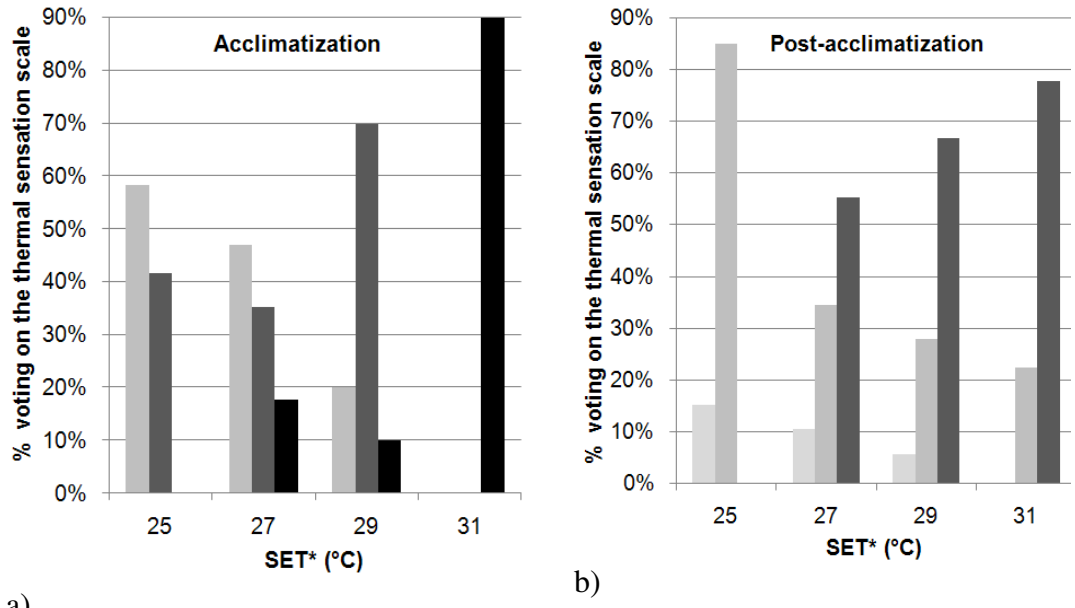 % voting on the thermal sensation scale
90%
80%
70%
60%
50%
40%
30%
20%
10%
0%
Acclimatization
25 27 29 31
SET* (°C)
a)
% voting on the thermal sensation scale
90%
80%
70%
60%
50%
40%
30%
20%
10%
0%
Post-acclimatization
25 27 29 31
SET* (°C)
b)